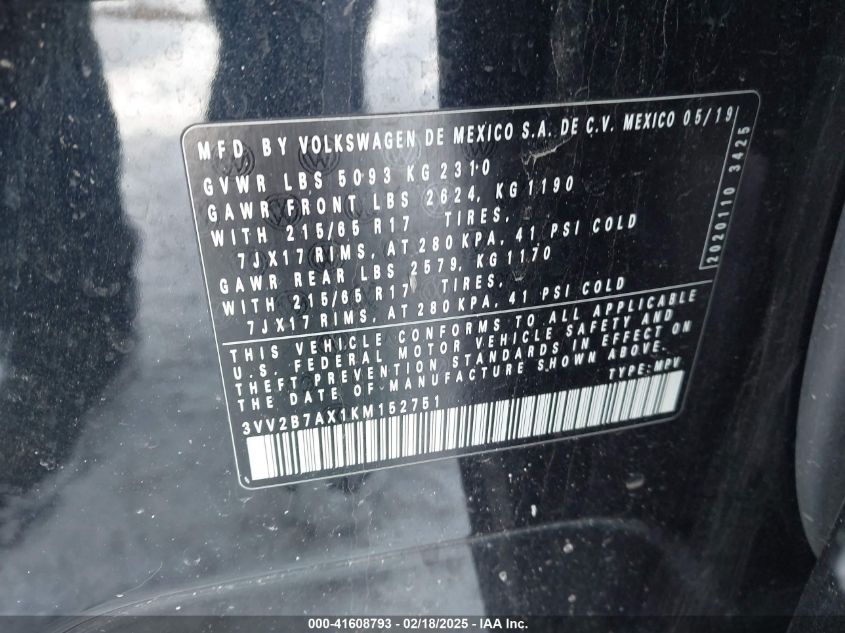 MFD. BY VOLKSWAGEN DE MEXICO S.A. DE C.V. MEXICO 05/19
GVWR LBS 5093 KG 2310
GAWR FRONT LBS 2624, KG 1190
WITH 215/65 R17 TIRES,
7JX17 RIMS, AT 280 KPA, 41 PSI COLD
GAWR REAR LBS 2579, KG 1170
WITH 215/65 R17 TIRES,
7JX17 RIMS, AT 280 KPA, 41 PSI COLD
2020110 3425
THIS VEHICLE CONFORMS TO ALL APPLICABLE
U.S. FEDERAL MOTOR VEHICLE SAFETY AND
THEFT PREVENTION STANDARDS IN EFFECT ON
THE DATE OF MANUFACTURE SHOWN ABOVE.
3VV2B7AX1KM152751 TYPE: MPV
000-41608793 - 02/18/2025 - IAA Inc.